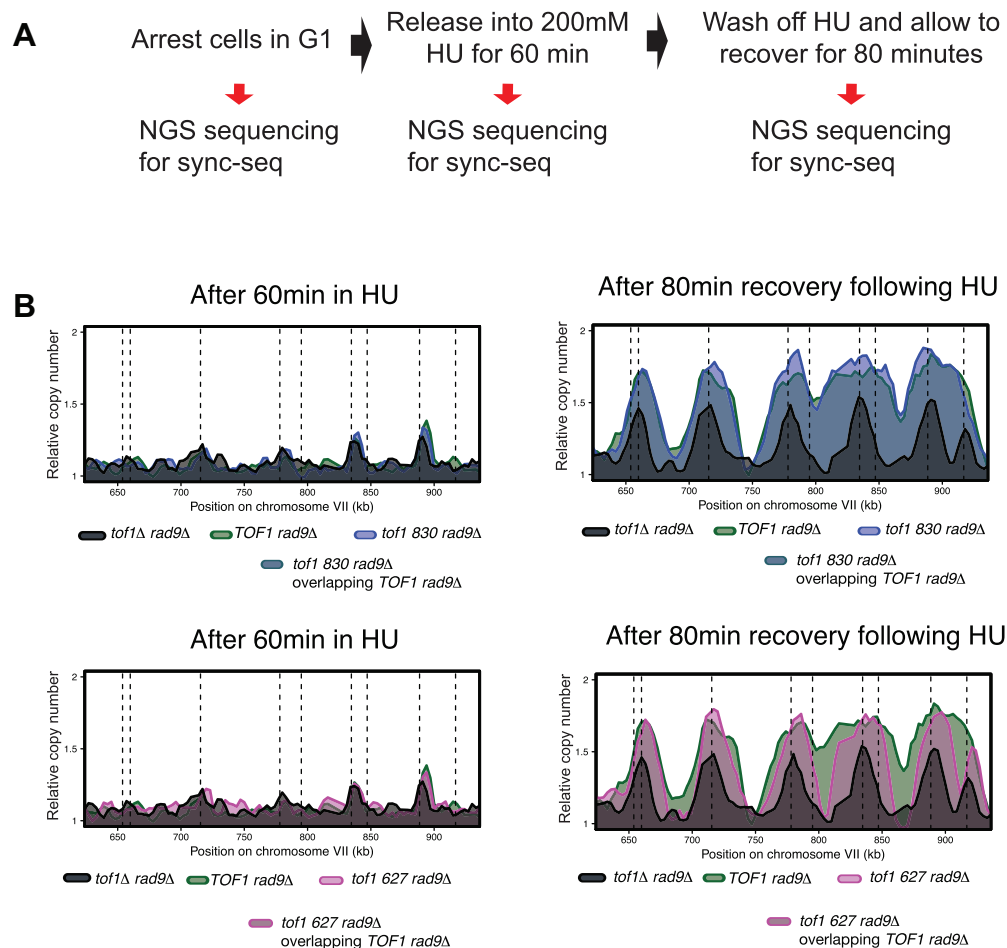 A
Arrest cells in G1
Release into 200mM
HU for 60 min
Wash off HU and allow to
recover for 80 minutes
NGS sequencing
for sync-seq
NGS sequencing
for sync-seq
NGS sequencing
for sync-seq
B
After 60min in HU
Relative copy number
2
1.5
1
650
700
750
800
850
900
Position on chromosome VII (kb)
tof1Δ rad9Δ
TOF1 rad9Δ
tof1 830 rad9Δ
tof1 830 rad9Δ
overlapping TOF1 rad9Δ
After 80min recovery following HU
Relative copy number
2
1.5
1
650
700
750
800
850
900
Position on chromosome VII (kb)
tof1Δ rad9Δ
TOF1 rad9Δ
tof1 830 rad9Δ
tof1 830 rad9Δ
overlapping TOF1 rad9Δ
After 60min in HU
Relative copy number
2
1.5
1
650
700
750
800
850
900
Position on chromosome VII (kb)
tof1Δ rad9Δ
TOF1 rad9Δ
tof1 627 rad9Δ
tof1 627 rad9Δ
overlapping TOF1 rad9Δ
After 80min recovery following HU
Relative copy number
2
1.5
1
650
700
750
800
850
900
Position on chromosome VII (kb)
tof1Δ rad9Δ
TOF1 rad9Δ
tof1 627 rad9Δ
tof1 627 rad9Δ
overlapping TOF1 rad9Δ